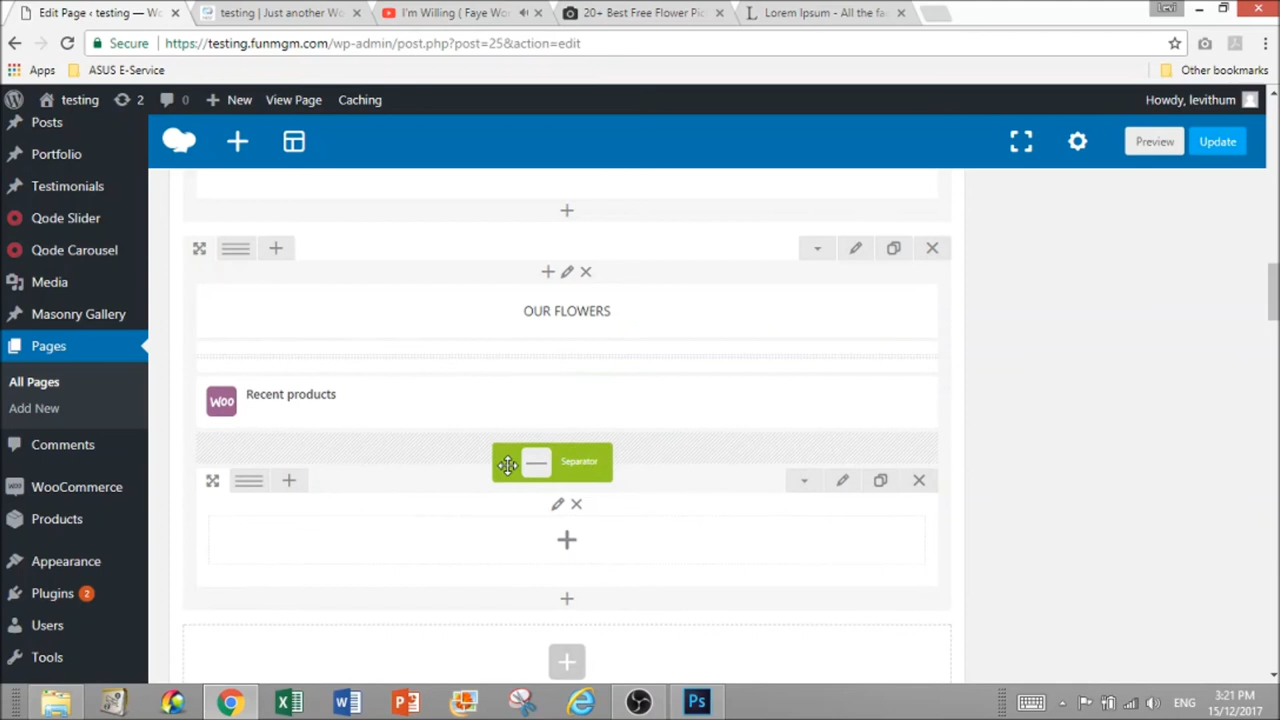 Edit Page ‹ testing — Wo
testing | Just another Wo
I'm Willing ( Faye Wo
20+ Best Free Flower Pic
Lorem Ipsum - All the fa
Levi
Secure
https://testing.funmgm.com/wp-admin/post.php?post=25&action=edit
Apps
ASUS E-Service
Other bookmarks
testing
2
0
New
View Page
Caching
Howdy, levithum
Posts
Portfolio
Testimonials
Qode Slider
Qode Carousel
Media
Masonry Gallery
Pages
All Pages
Add New
Comments
WooCommerce
Products
Appearance
Plugins 2
Users
Tools
Preview
Update
OUR FLOWERS
WOO
Recent products
Separator
Ps
ENG
3:21 PM
15/12/2017